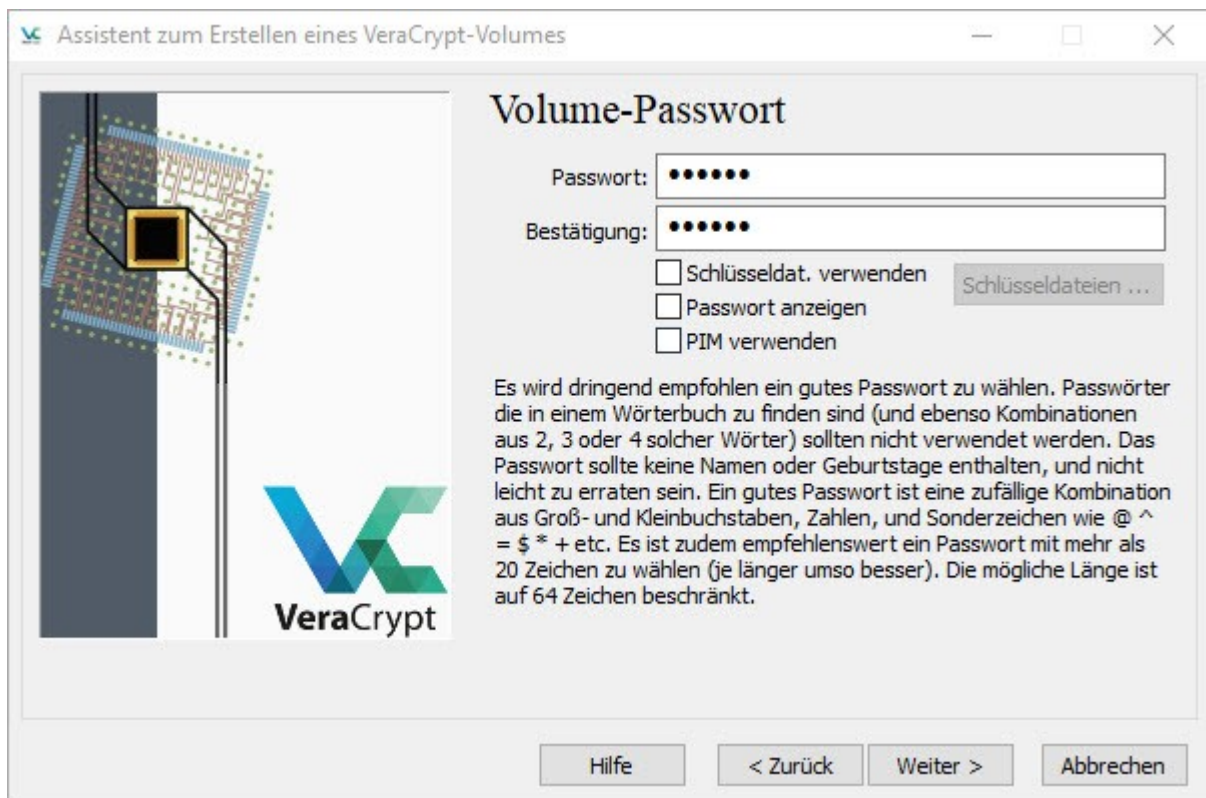 Assistent zum Erstellen eines VeraCrypt-Volumes
Volume-Passwort
Passwort: ••••••
Bestätigung: ••••••
Schlüsseldat. verwenden
Schlüsseldateien ...
Passwort anzeigen
PIM verwenden
Es wird dringend empfohlen ein gutes Passwort zu wählen. Passwörter
die in einem Wörterbuch zu finden sind (und ebenso Kombinationen
aus 2, 3 oder 4 solcher Wörter) sollten nicht verwendet werden. Das
Passwort sollte keine Namen oder Geburtstage enthalten, und nicht
leicht zu erraten sein. Ein gutes Passwort ist eine zufällige Kombination
aus Groß- und Kleinbuchstaben, Zahlen, und Sonderzeichen wie @ ^
= $ * + etc. Es ist zudem empfehlenswert ein Passwort mit mehr als
20 Zeichen zu wählen (je länger umso besser). Die mögliche Länge ist
auf 64 Zeichen beschränkt.
VeraCrypt
Hilfe
< Zurück
Weiter >
Abbrechen